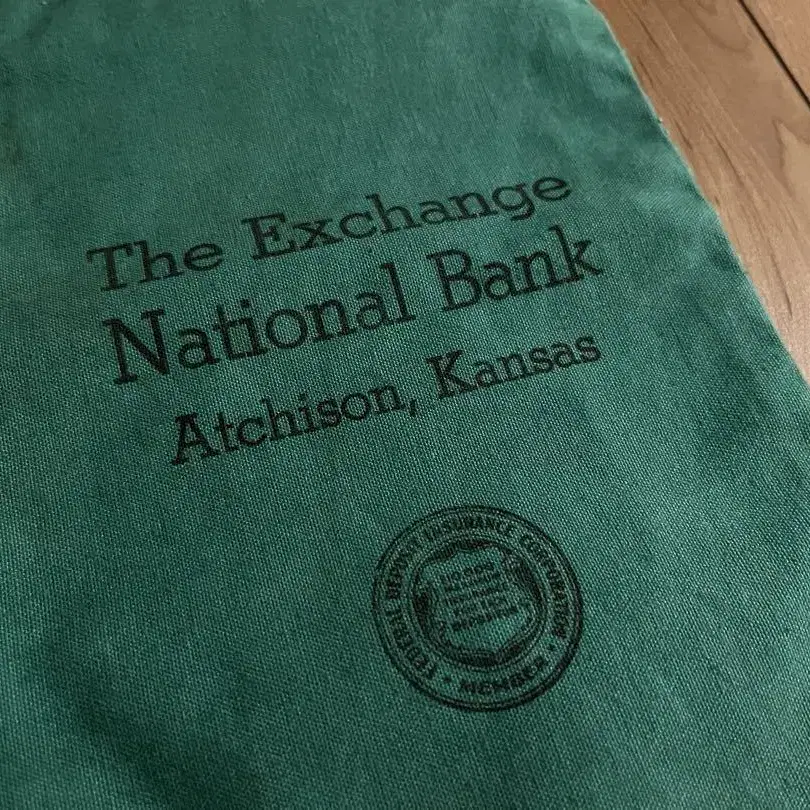 The Exchange
National Bank
Atchison, Kansas
FEDERAL DEPOSIT INSURANCE CORPORATION
• MEMBER •